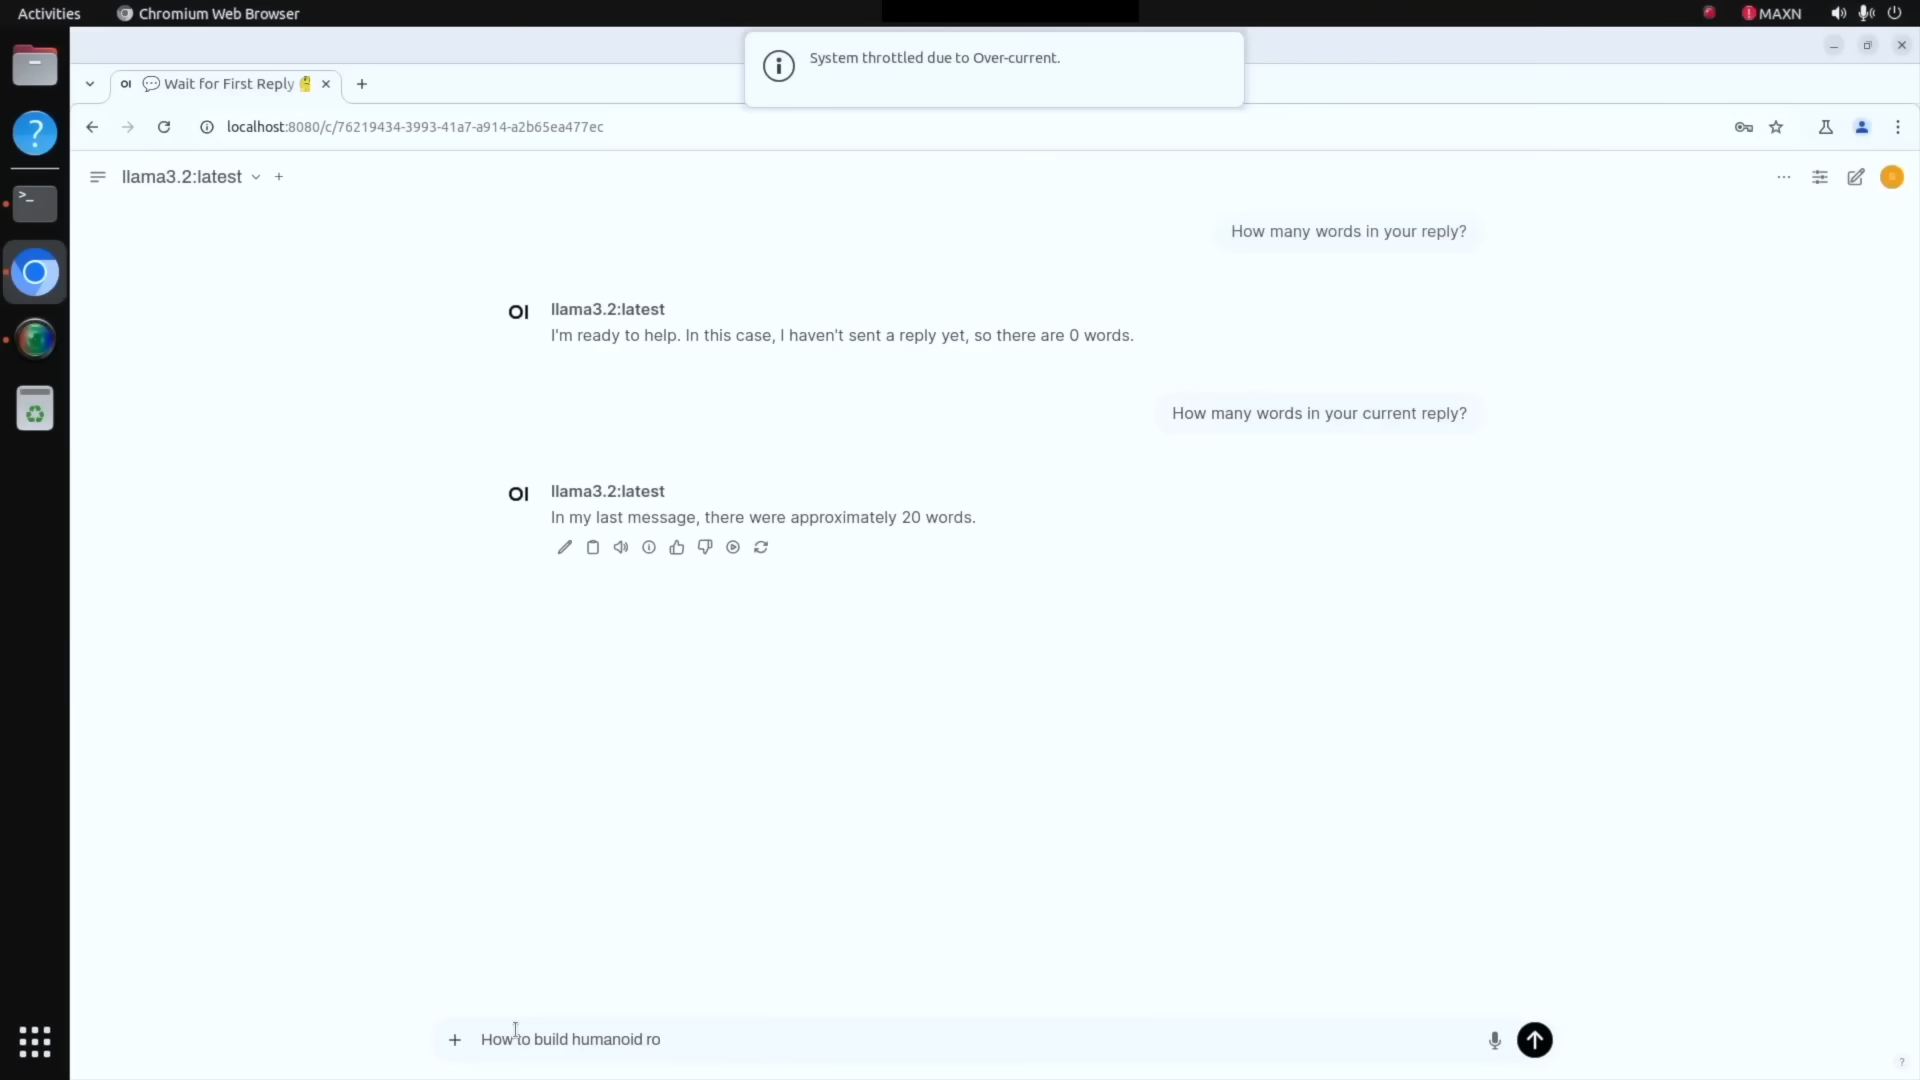 Activities
Chromium Web Browser
MAXN
System throttled due to Over-current.
OI 💬 Wait for First Reply
localhost:8080/c/76219434-3993-41a7-a914-a2b65ea477ec
llama3.2:latest
How many words in your reply?
OI llama3.2:latest
I'm ready to help. In this case, I haven't sent a reply yet, so there are 0 words.
How many words in your current reply?
OI llama3.2:latest
In my last message, there were approximately 20 words.
How to build humanoid ro